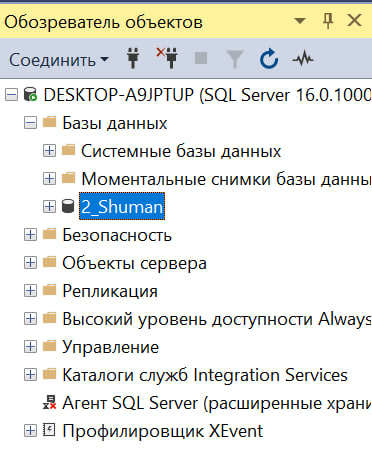 Обозреватель объектов
Соединить
DESKTOP-A9JPTUP (SQL Server 16.0.1000
Базы данных
Системные базы данных
Моментальные снимки базы данны
2_Shuman
Безопасность
Объекты сервера
Репликация
Высокий уровень доступности Always
Управление
Каталоги служб Integration Services
Агент SQL Server (расширенные храни
Профилировщик XEvent